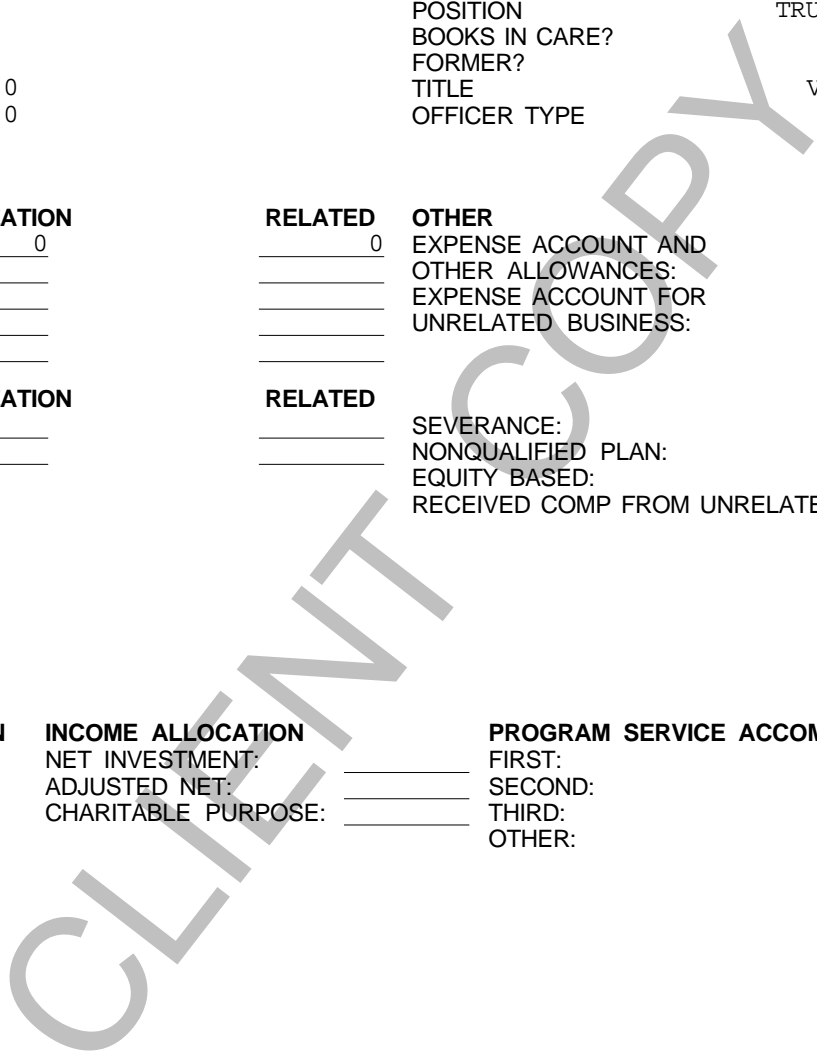 POSITION TRU
BOOKS IN CARE?
FORMER?
0 TITLE V
0 OFFICER TYPE
ATION RELATED OTHER
0 0 EXPENSE ACCOUNT AND
OTHER ALLOWANCES:
EXPENSE ACCOUNT FOR
UNRELATED BUSINESS:
ATION RELATED
SEVERANCE:
NONQUALIFIED PLAN:
EQUITY BASED:
RECEIVED COMP FROM UNRELATE
N INCOME ALLOCATION PROGRAM SERVICE ACCOM
NET INVESTMENT: FIRST:
ADJUSTED NET: SECOND:
CHARITABLE PURPOSE: THIRD:
OTHER:
CLIENT COPY